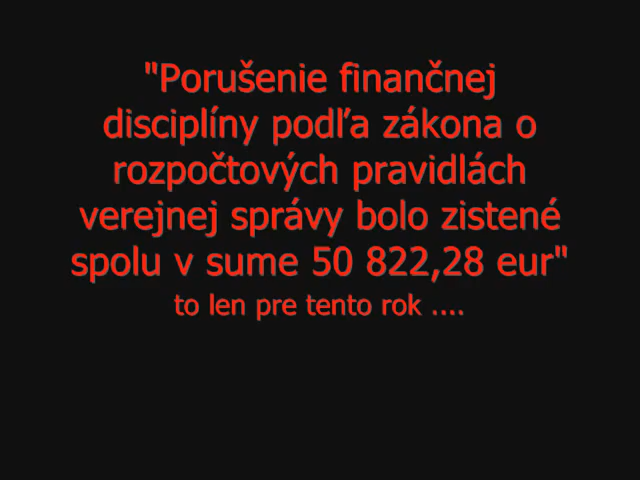 "Porušenie finančnej
disciplíny podľa zákona o
rozpočtových pravidlách
verejnej správy bolo zistené
spolu v sume 50 822,28 eur"
to len pre tento rok ....